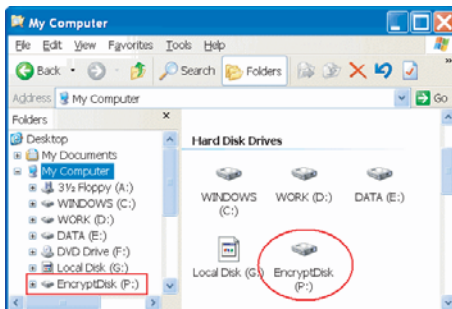 My Computer
File Edit View Favorites Tools Help
Back Search Folders
Address My Computer Go
Folders
Desktop
My Documents
My Computer
3½ Floppy (A:)
WINDOWS (C:)
WORK (D:)
DATA (E:)
DVD Drive (F:)
Local Disk (G:)
EncryptDisk (P:)
Hard Disk Drives
WINDOWS (C:)
WORK (D:)
DATA (E:)
Local Disk (G:)
EncryptDisk (P:)